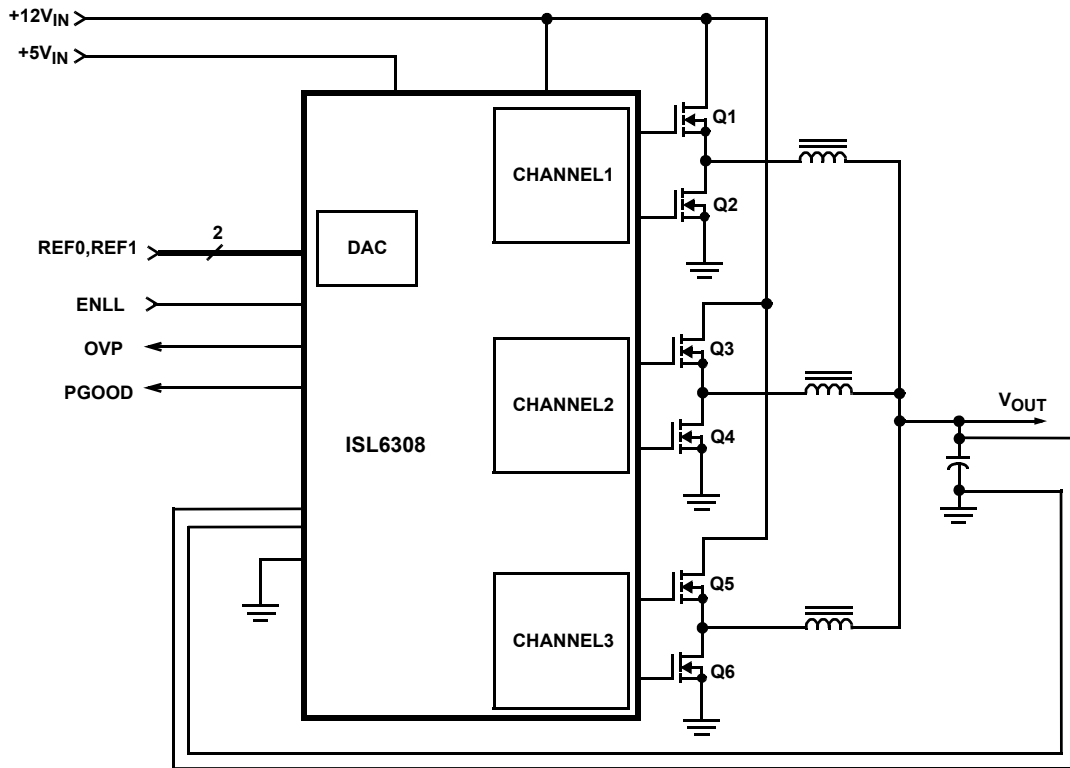 +12VIN
+5VIN
Q1
CHANNEL1
Q2
2
REF0,REF1
DAC
ENLL
Q3
OVP
PGOOD
CHANNEL2
VOUT
Q4
ISL6308
Q5
CHANNEL3
Q6